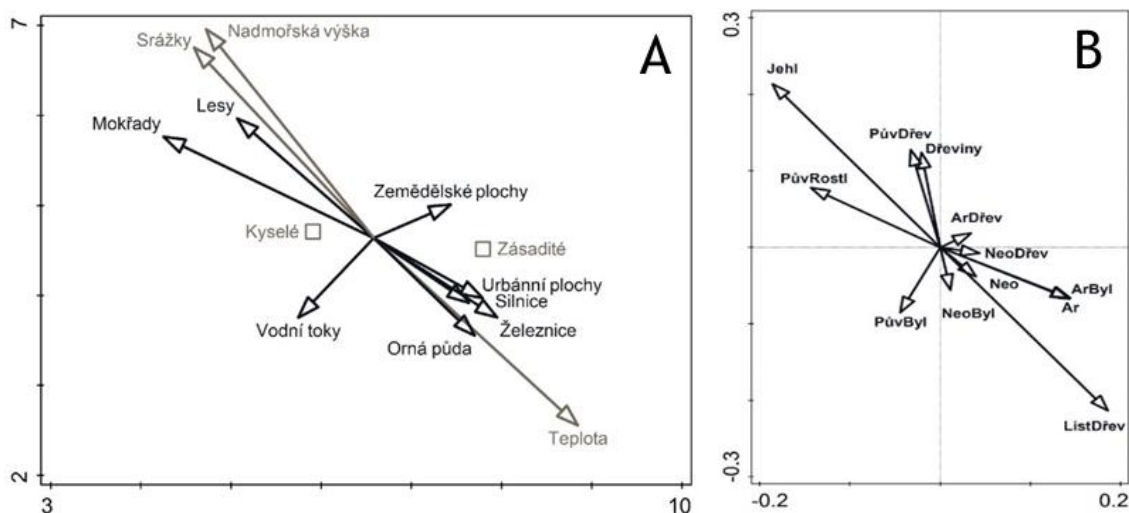 A
7
Nadmořská výška
Srážky
Lesy
Mokřady
Zemědělské plochy
Kyselé
Zásadité
Urbánní plochy
Silnice
Železnice
Vodní toky
Orná půda
Teplota
2
3
10
B
0.3
Jehl
PůvDřev
Dřeviny
PůvRostl
ArDřev
NeoDřev
Neo
ArByl
Ar
PůvByl
NeoByl
ListDřev
-0.3
-0.2
0.2